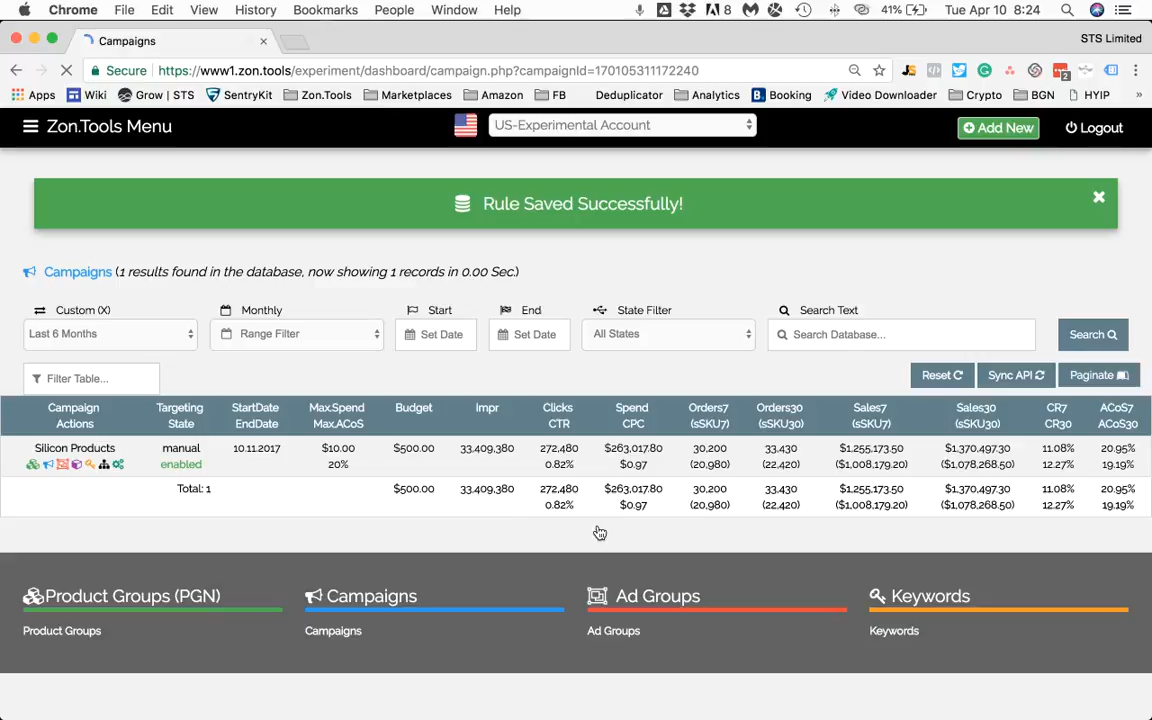 Chrome File Edit View History Bookmarks People Window Help 8 41% Tue Apr 10 8:24
Campaigns STS Limited
Secure https://www1.zon.tools/experiment/dashboard/campaign.php?campaignId=170105311172240 2
Apps Wiki Grow | STS SentryKit Zon.Tools Marketplaces Amazon FB Deduplicator Analytics Booking Video Downloader Crypto BGN HYIP »
Zon.Tools Menu US-Experimental Account Add New Logout
Rule Saved Successfully!
Campaigns (1 results found in the database, now showing 1 records in 0.00 Sec.)
Custom (X) Monthly Start End State Filter Search Text
Last 6 Months Range Filter Set Date Set Date All States Search Database... Search
Filter Table... Reset Sync API Paginate
Campaign Targeting StartDate Max.Spend Budget Impr Clicks Spend Orders7 Orders30 Sales7 Sales30 CR7 ACoS7
Actions State EndDate Max.ACoS CTR CPC (sSKU7) (sSKU30) (sSKU7) (sSKU30) CR30 ACoS30
Silicon Products manual 10.11.2017 $10.00 $500.00 33,409,380 272,480 $263,017.80 30,200 33,430 $1,255,173.50 $1,370,497.30 11.08% 20.95%
enabled 20% 0.82% $0.97 (20,980) (22,420) ($1,008,179.20) ($1,078,268.50) 12.27% 19.19%
Total: 1 $500.00 33,409,380 272,480 $263,017.80 30,200 33,430 $1,255,173.50 $1,370,497.30 11.08% 20.95%
0.82% $0.97 (20,980) (22,420) ($1,008,179.20) ($1,078,268.50) 12.27% 19.19%
Product Groups (PGN) Campaigns Ad Groups Keywords
Product Groups Campaigns Ad Groups Keywords